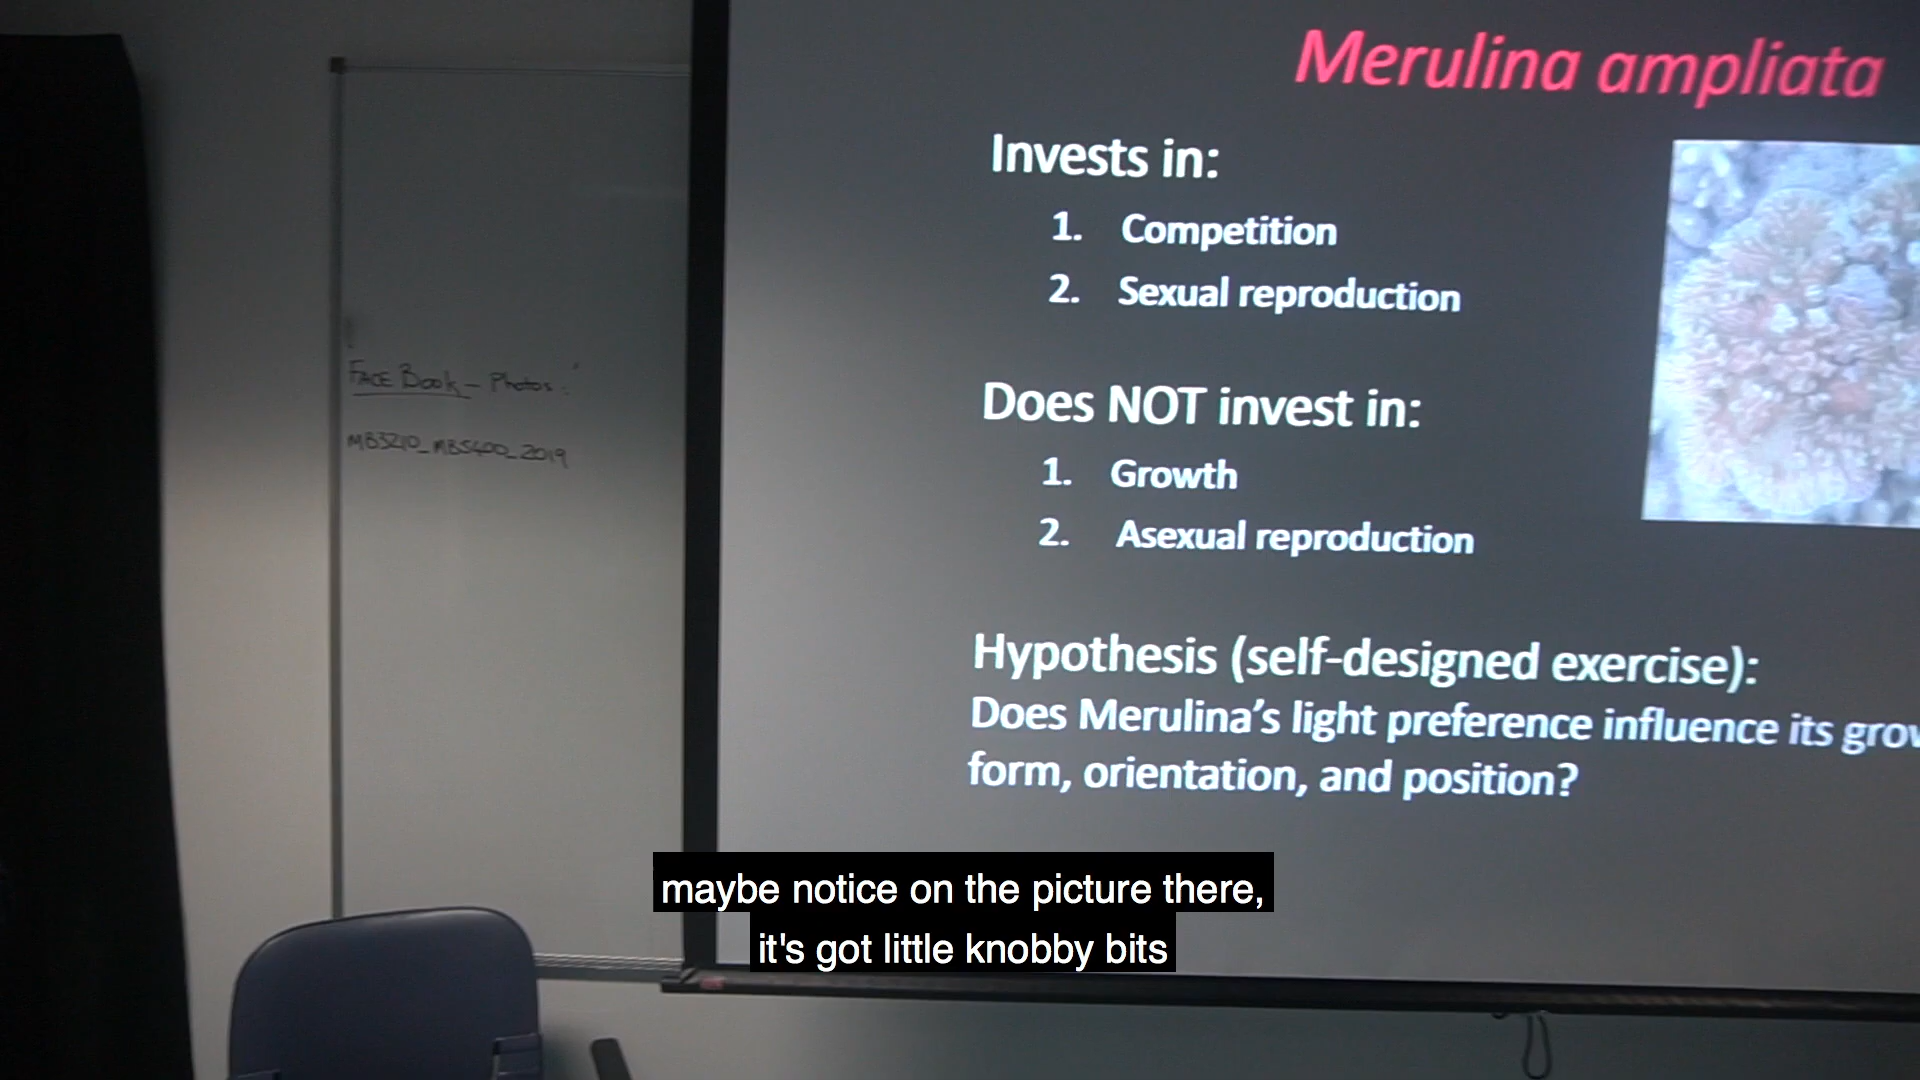 Merulina ampliata
Invests in:
1. Competition
2. Sexual reproduction
Does NOT invest in:
1. Growth
2. Asexual reproduction
Hypothesis (self-designed exercise):
Does Merulina's light preference influence its grow
form, orientation, and position?
FACE Book - Photos:
MB3210_MB5400_2019
maybe notice on the picture there,
it's got little knobby bits